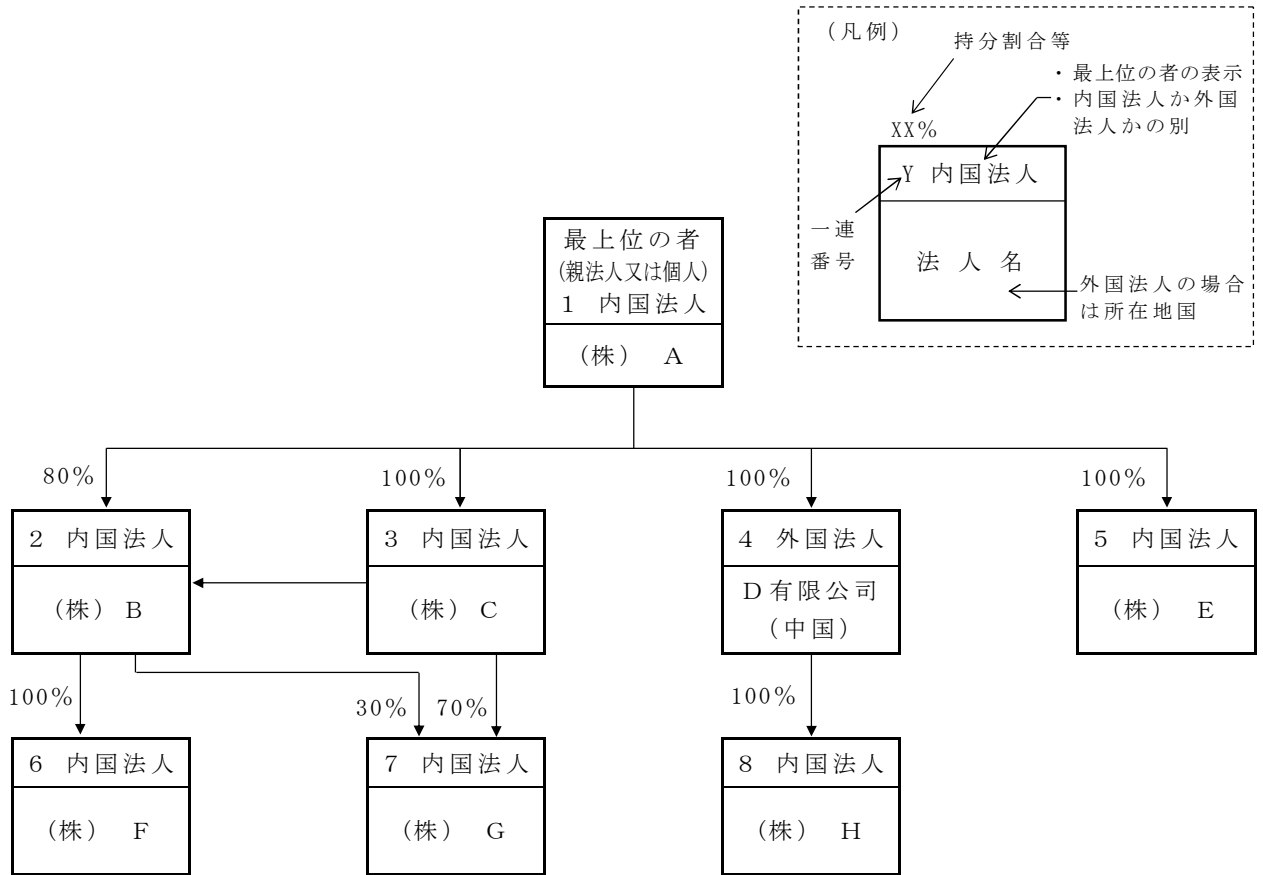 (凡例)
持分割合等
・最上位の者の表示
・内国法人か外国
法人かの別
XX%
Y 内国法人
一連
番号
法 人 名
外国法人の場合
は所在地国
最上位の者
(親法人又は個人)
1 内国法人
(株) A
80%
100%
100%
100%
2 内国法人
(株) B
3 内国法人
(株) C
4 外国法人
D有限公司
(中国)
5 内国法人
(株) E
100%
30%
70%
100%
6 内国法人
(株) F
7 内国法人
(株) G
8 内国法人
(株) H